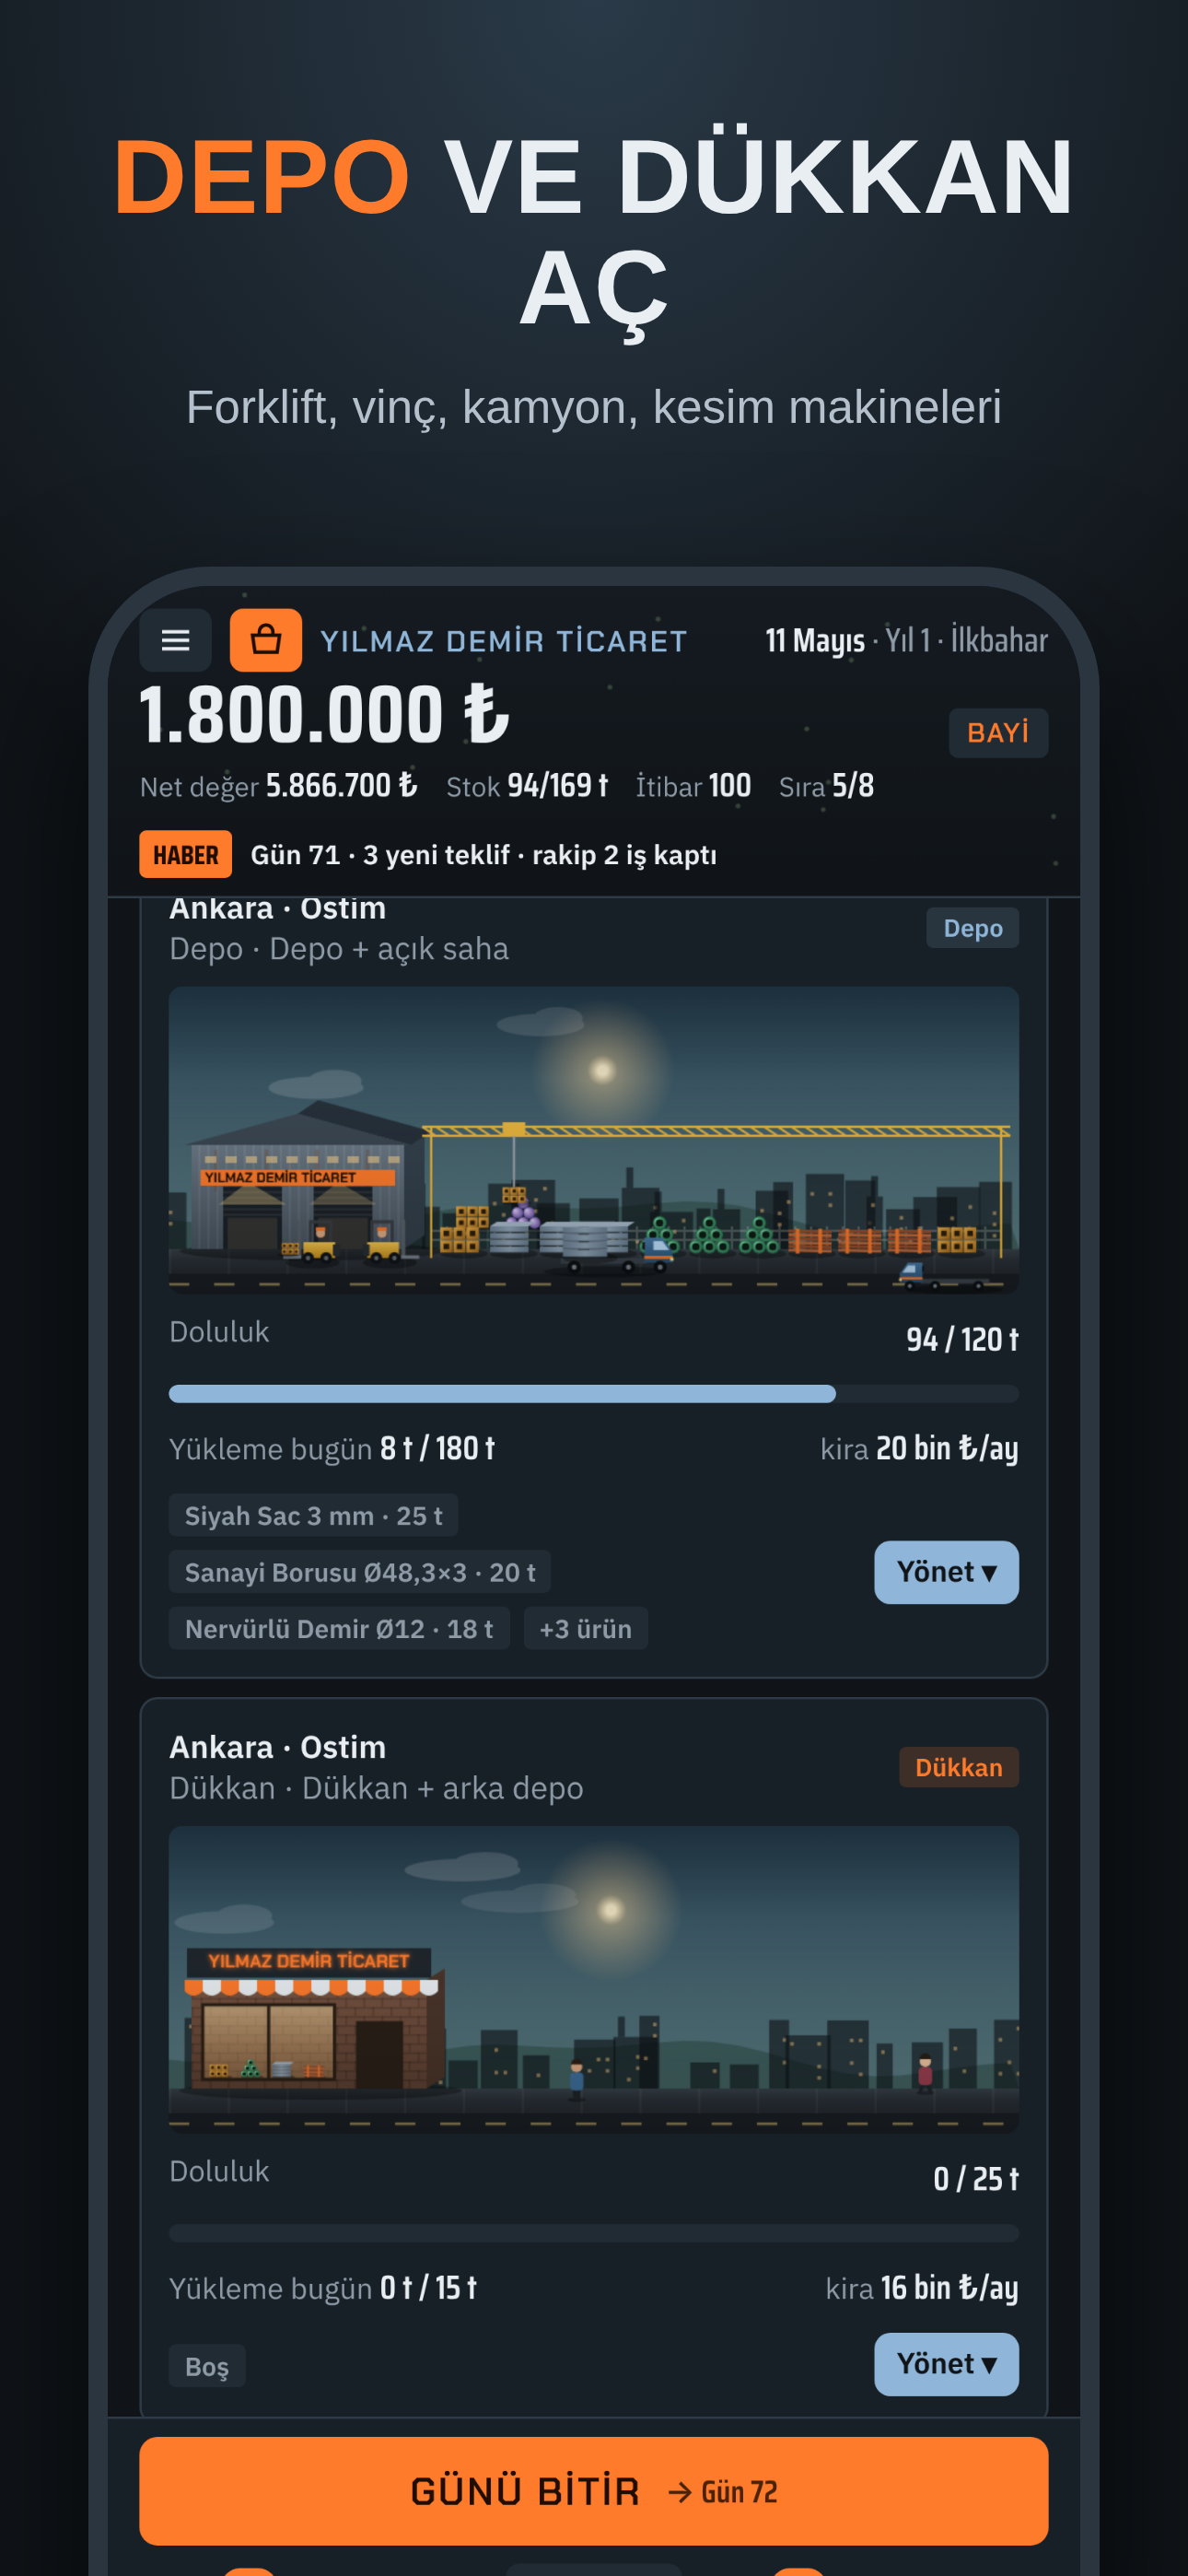 DEPO VE DÜKKAN
AÇ
Forklift, vinç, kamyon, kesim makineleri
YILMAZ DEMİR TİCARET
11 Mayıs · Yıl 1 · İlkbahar
1.800.000 ₺
BAYİ
Net değer 5.866.700 ₺ Stok 94/169 t İtibar 100 Sıra 5/8
HABER Gün 71 · 3 yeni teklif · rakip 2 iş kaptı
Ankara · Ostim
Depo · Depo + açık saha
Depo
YILMAZ DEMİR TİCARET
Doluluk 94 / 120 t
Yükleme bugün 8 t / 180 t kira 20 bin ₺/ay
Siyah Sac 3 mm · 25 t
Sanayi Borusu Ø48,3×3 · 20 t
Yönet ▾
Nervürlü Demir Ø12 · 18 t +3 ürün
Ankara · Ostim
Dükkan · Dükkan + arka depo
Dükkan
YILMAZ DEMİR TİCARET
Doluluk 0 / 25 t
Yükleme bugün 0 t / 15 t kira 16 bin ₺/ay
Boş Yönet ▾
GÜNÜ BİTİR → Gün 72